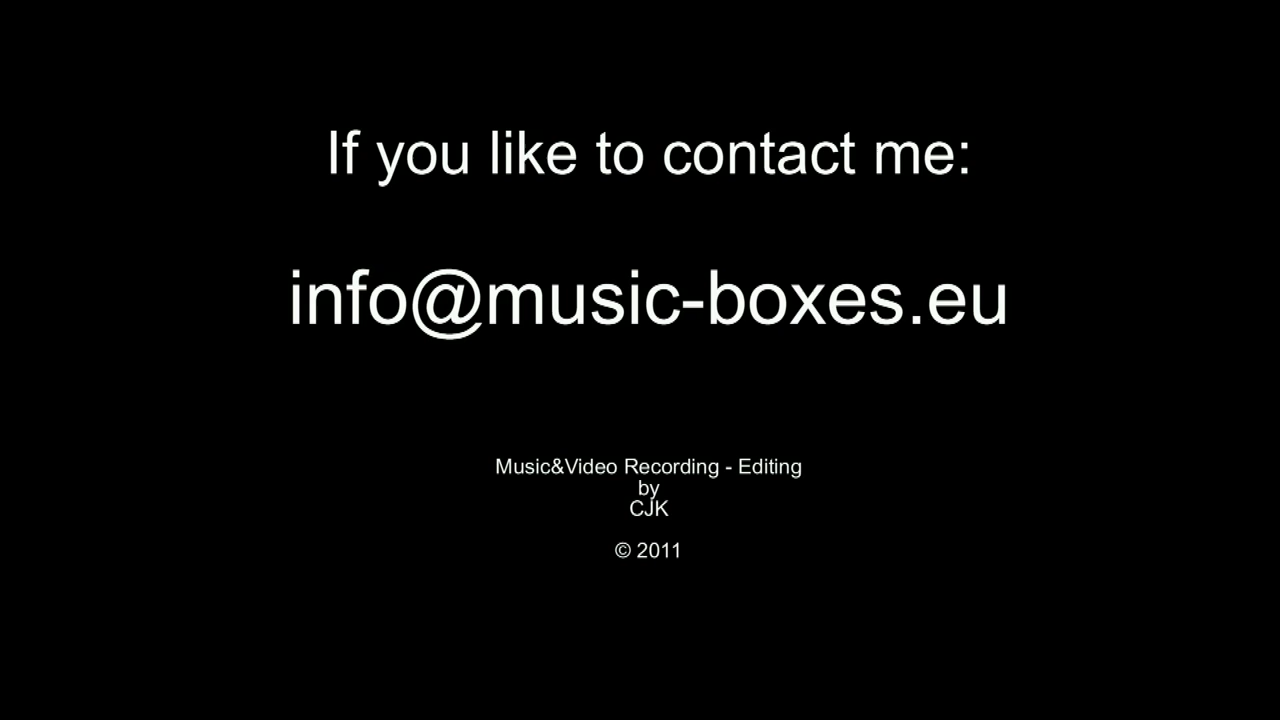 If you like to contact me:
info@music-boxes.eu
Music&Video Recording - Editing
by
CJK
© 2011